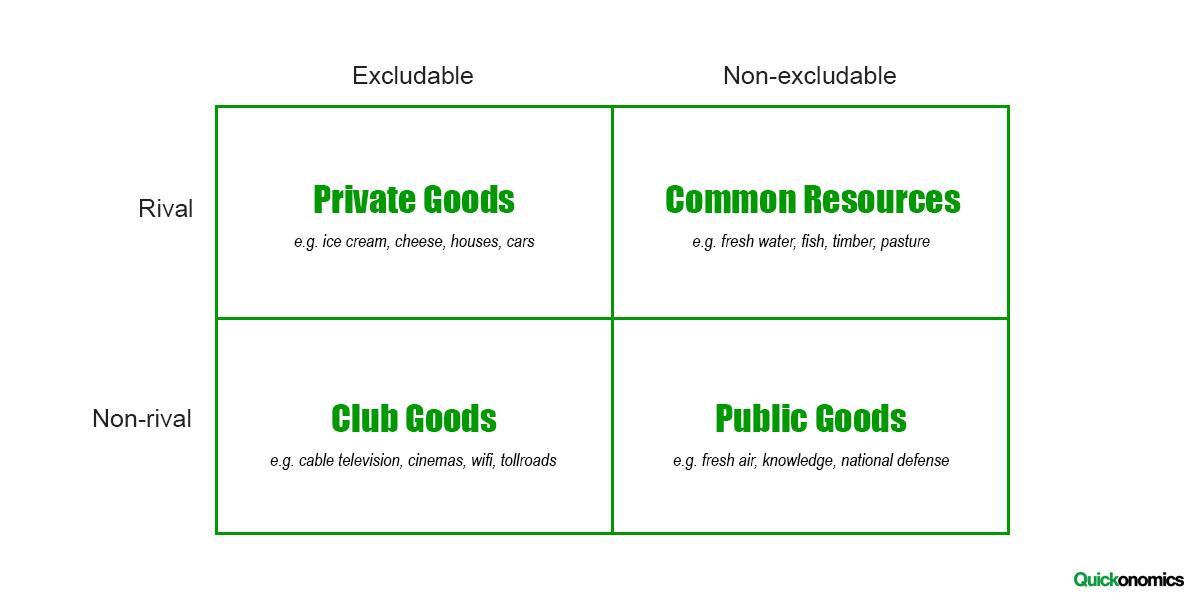 Excludable
Non-excludable
Rival
Private Goods
e.g. ice cream, cheese, houses, cars
Common Resources
e.g. fresh water, fish, timber, pasture
Non-rival
Club Goods
e.g. cable television, cinemas, wifi, tollroads
Public Goods
e.g. fresh air, knowledge, national defense
Quickonomics